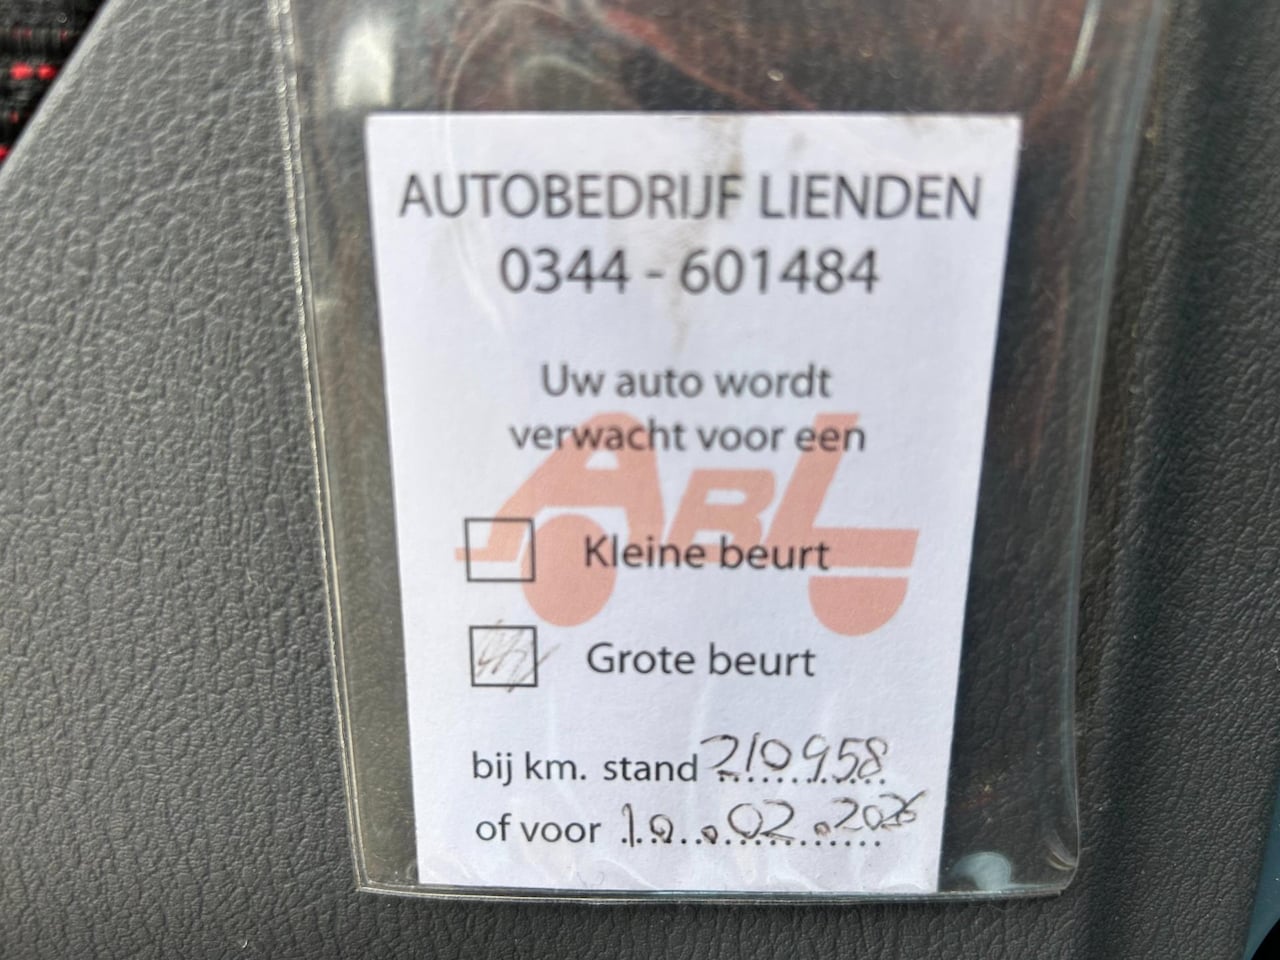 AUTOBEDRIJF LIENDEN
0344 - 601484
Uw auto wordt
verwacht voor een
ABL
Kleine beurt
Grote beurt
bij km. stand 210958
of voor 10.02.2026